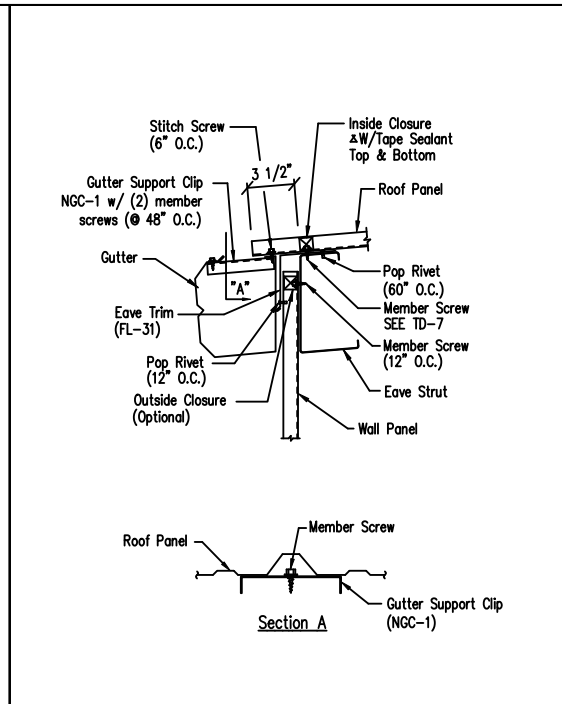 Stitch Screw
(6" O.C.)
Inside Closure
&W/Tape Sealant
Top & Bottom
3 1/2"
Gutter Support Clip
NGC-1 w/ (2) member
screws (@ 48" O.C.)
Roof Panel
Gutter
"A"
Pop Rivet
(60" O.C.)
Eave Trim
(FL-31)
Member Screw
SEE TD-7
Pop Rivet
(12" O.C.)
Member Screw
(12" O.C.)
Outside Closure
(Optional)
Eave Strut
Wall Panel
Roof Panel
Member Screw
Gutter Support Clip
(NGC-1)
Section A